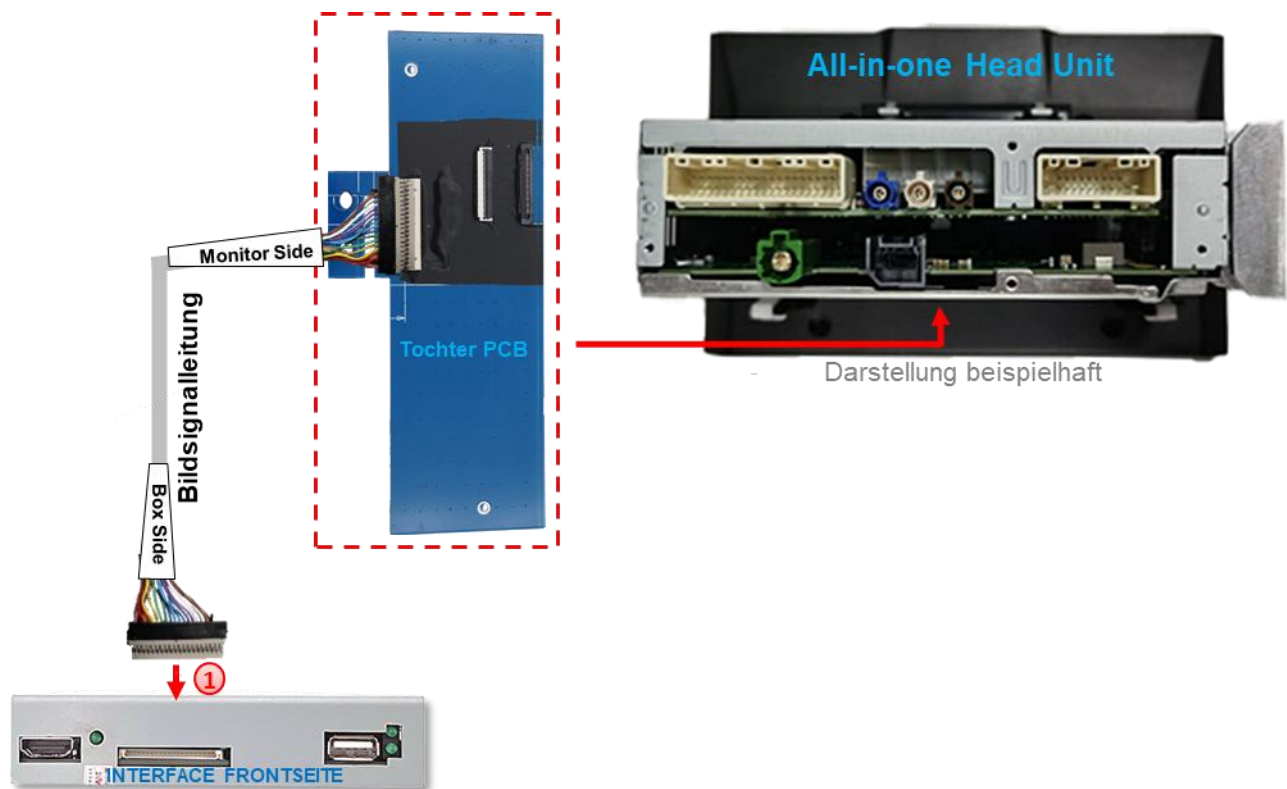 All-in-one Head Unit
Monitor Side
Tochter PCB
Darstellung beispielhaft
Bildsignalleitung
Box Side
1
INTERFACE FRONTSEITE